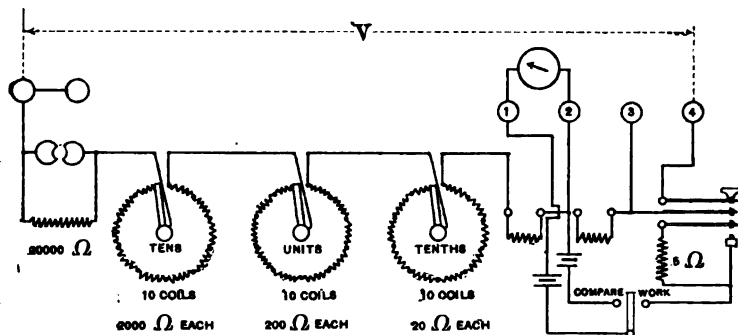 V
1
2
3
4
20000 Ω
TENS
UNITS
TENTHS
10 COILS
10 COILS
10 COILS
2000 Ω EACH
200 Ω EACH
20 Ω EACH
5 Ω
COMPARE
WORK